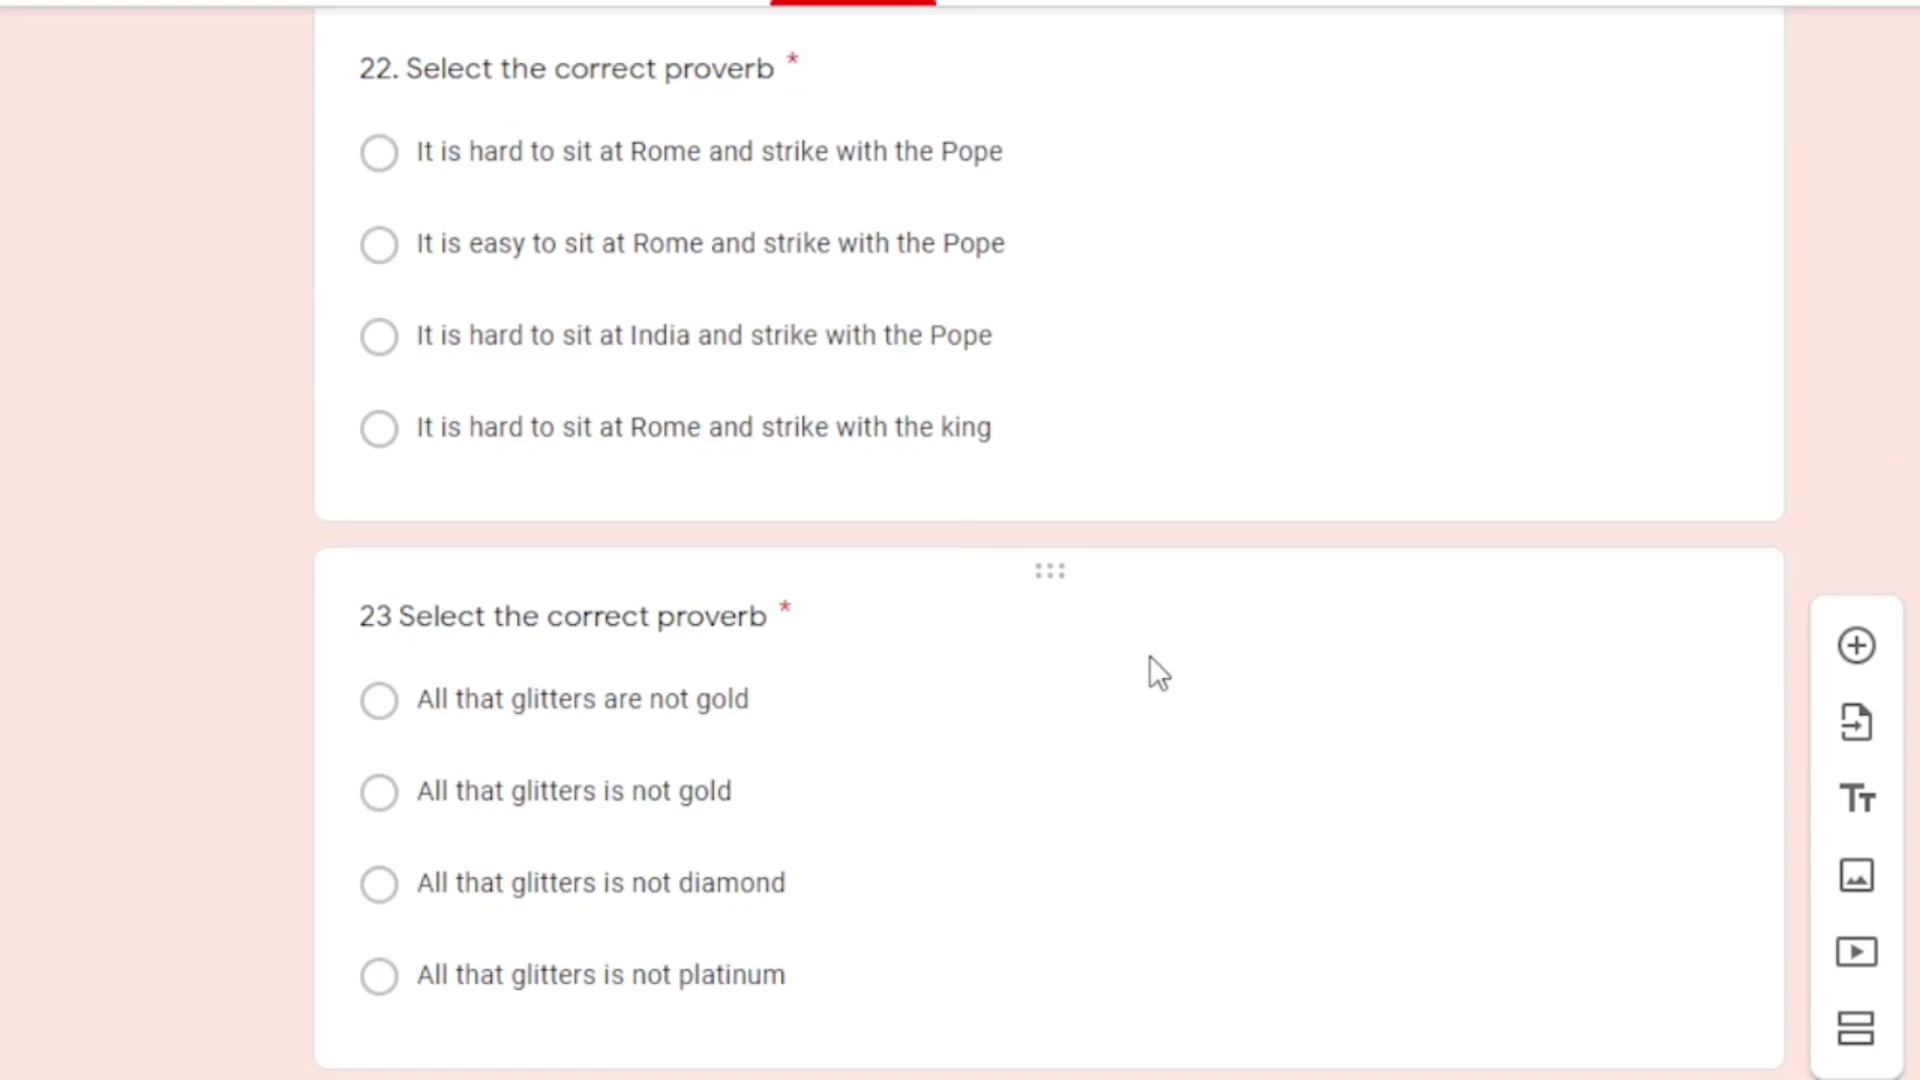 22. Select the correct proverb *
It is hard to sit at Rome and strike with the Pope
It is easy to sit at Rome and strike with the Pope
It is hard to sit at India and strike with the Pope
It is hard to sit at Rome and strike with the king
23 Select the correct proverb *
All that glitters are not gold
All that glitters is not gold
All that glitters is not diamond
All that glitters is not platinum
Tт